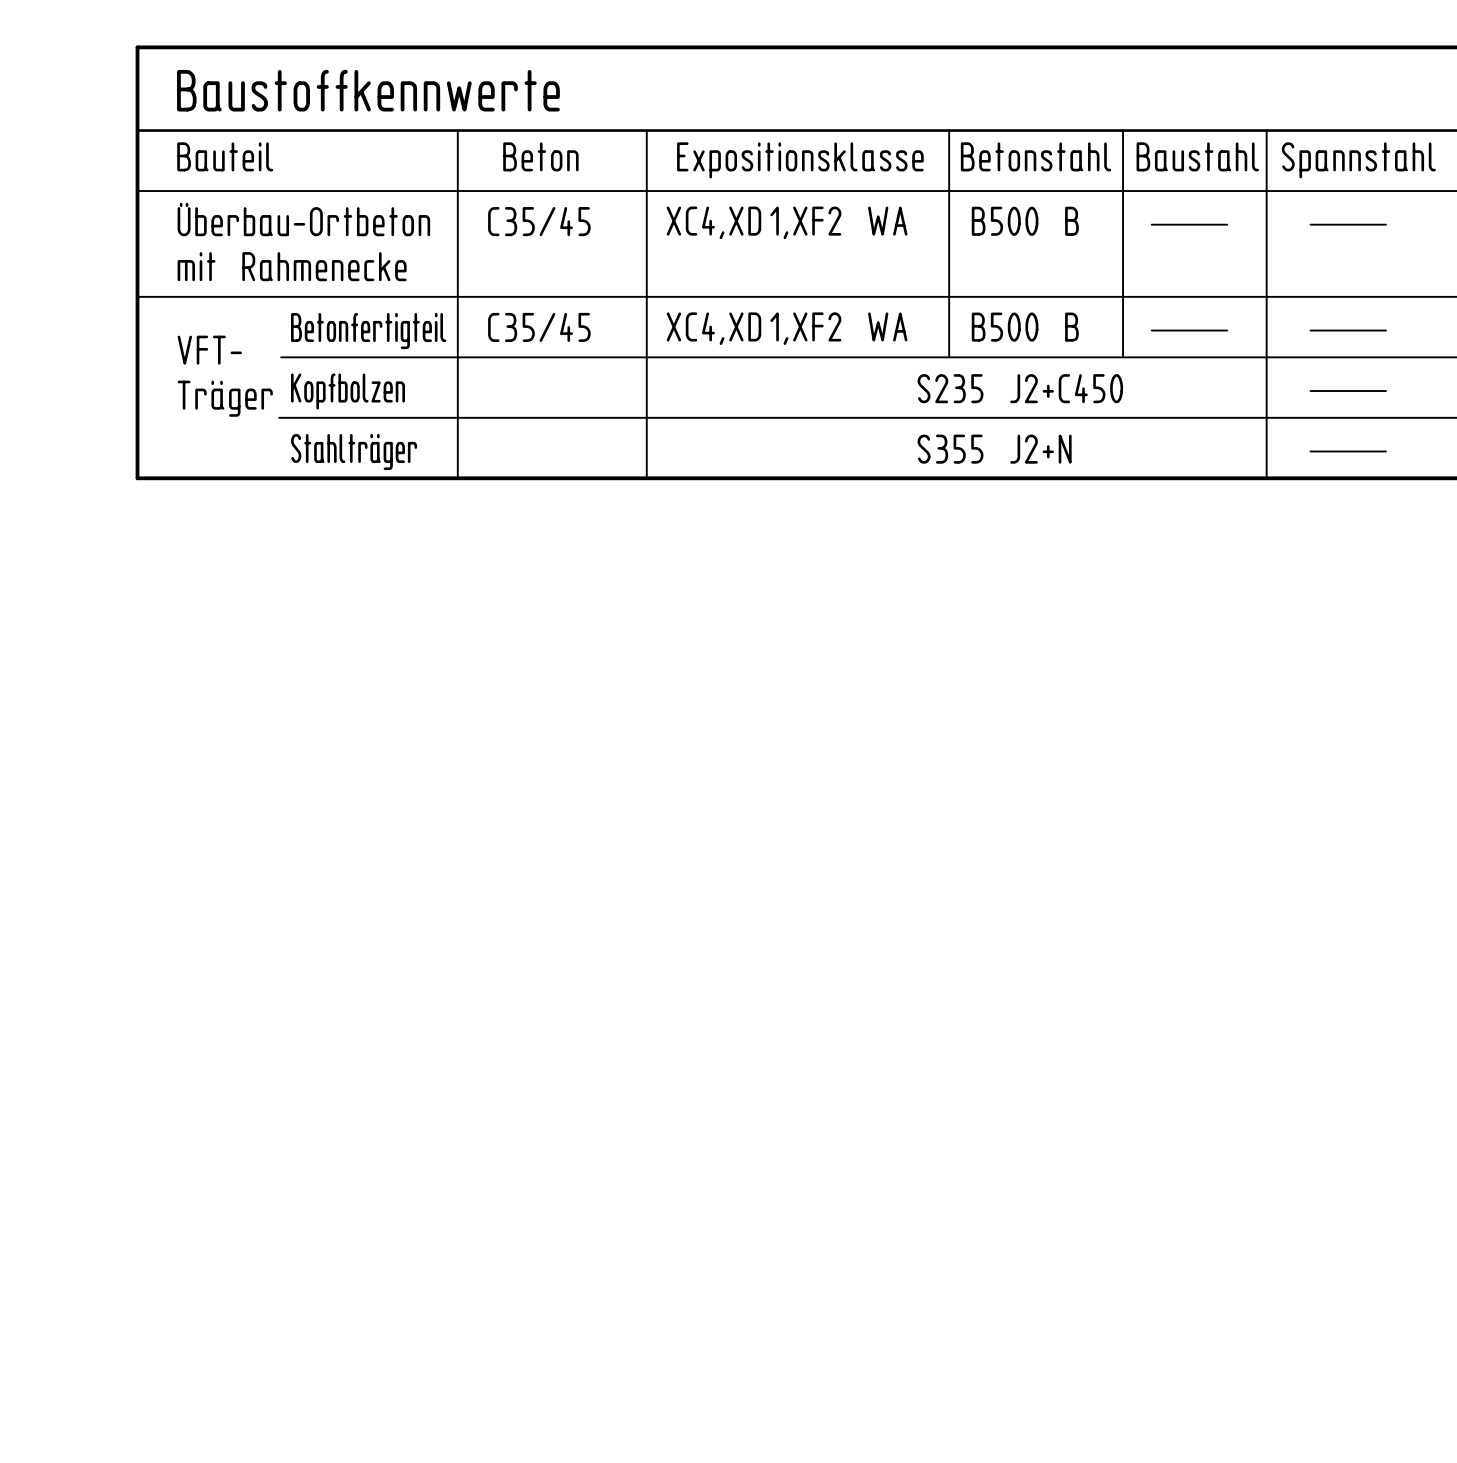 Baustoffkennwerte
Bauteil Beton Expositionsklasse Betonstahl Baustahl Spannstahl
Überbau-Ortbeton C35/45 XC4,XD1,XF2 WA B500 B
mit Rahmenecke
VFT-
Träger
Betonfertigteil C35/45 XC4,XD1,XF2 WA B500 B
Kopfbolzen S235 J2+C450
Stahlträger S355 J2+N